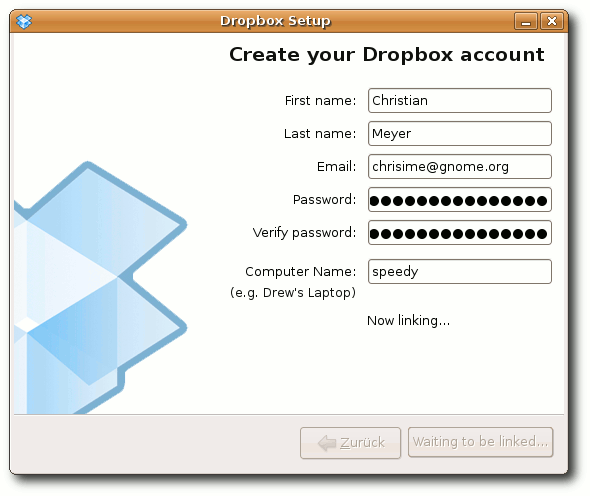 Dropbox Setup
Create your Dropbox account
First name: Christian
Last name: Meyer
Email: chrisime@gnome.org
Password: ●●●●●●●●●●●●●●●
Verify password: ●●●●●●●●●●●●●●●
Computer Name: speedy
(e.g. Drew's Laptop)
Now linking...
Zurück Waiting to be linked...